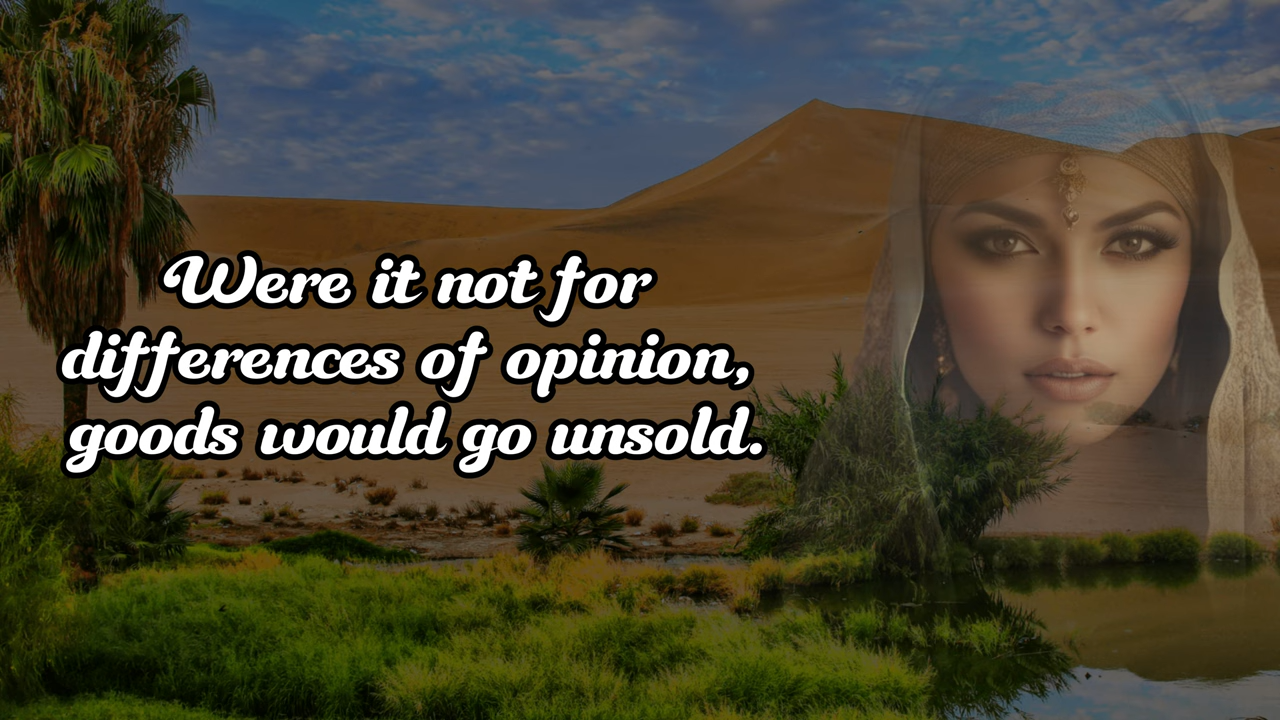 Were it not for
differences of opinion,
goods would go unsold.